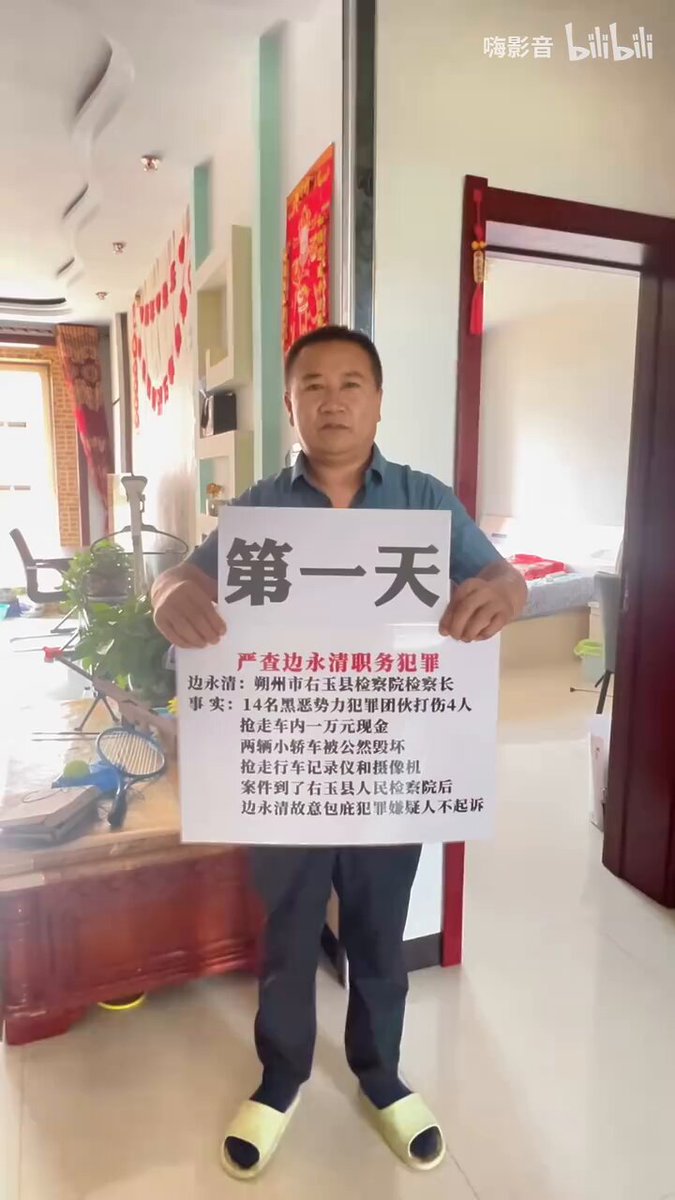 嗨影音 bilibili
第一天
严查边永清职务犯罪
边永清：朔州市右玉县检察院检察长
事 实：14名黑恶势力犯罪团伙打伤4人
抢走车内一万元现金
两辆小轿车被公然毁坏
抢走行车记录仪和摄像机
案件到了右玉县人民检察院后
边永清故意包庇犯罪嫌疑人不起诉